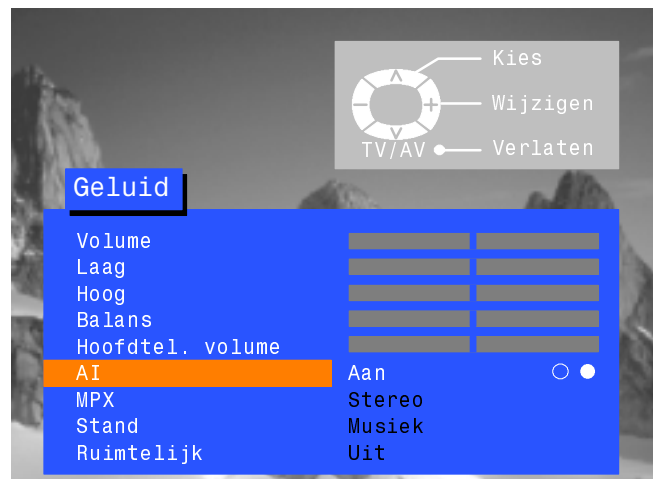 Kies
Wijzigen
TV/AV Verlaten
Geluid
Volume
Laag
Hoog
Balans
Hoofdtel. volume
AI Aan
MPX Stereo
Stand Musiek
Ruimtelijk Uit